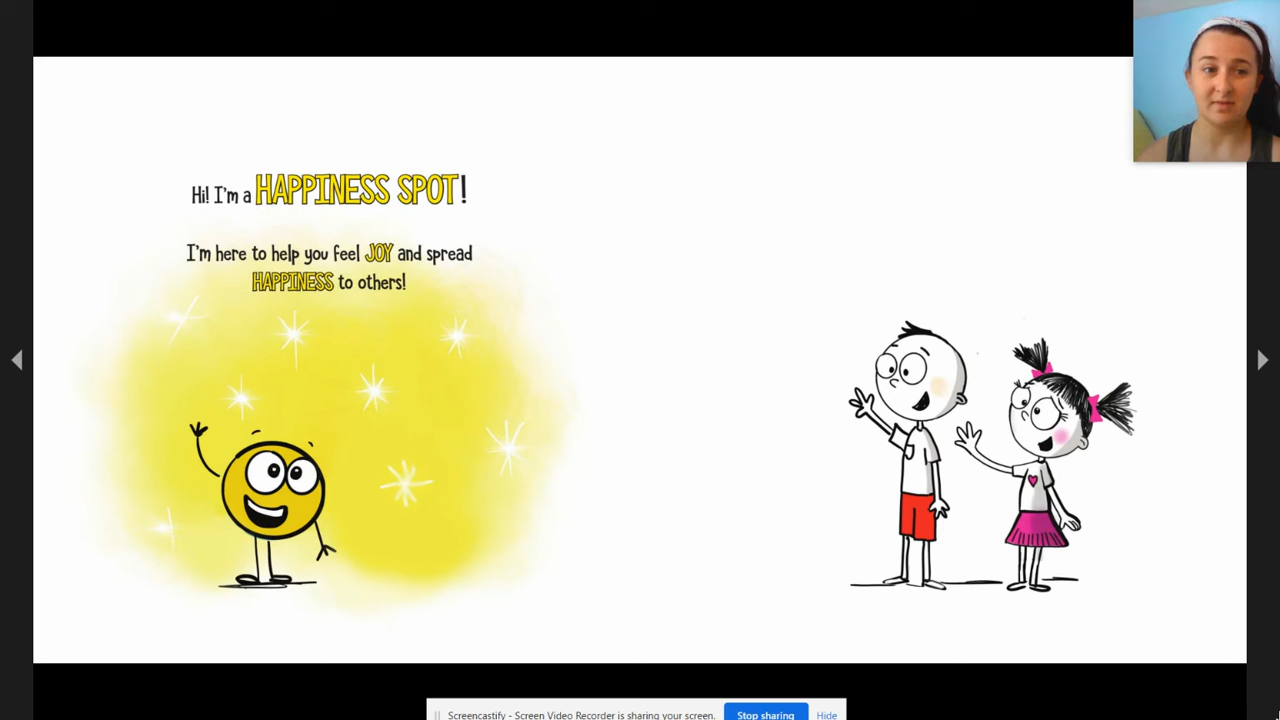 Hi! I'm a HAPPINESS SPOT!
I'm here to help you feel JOY and spread
HAPPINESS to others!
Screencastify - Screen Video Recorder is sharing your screen. Stop sharing Hide